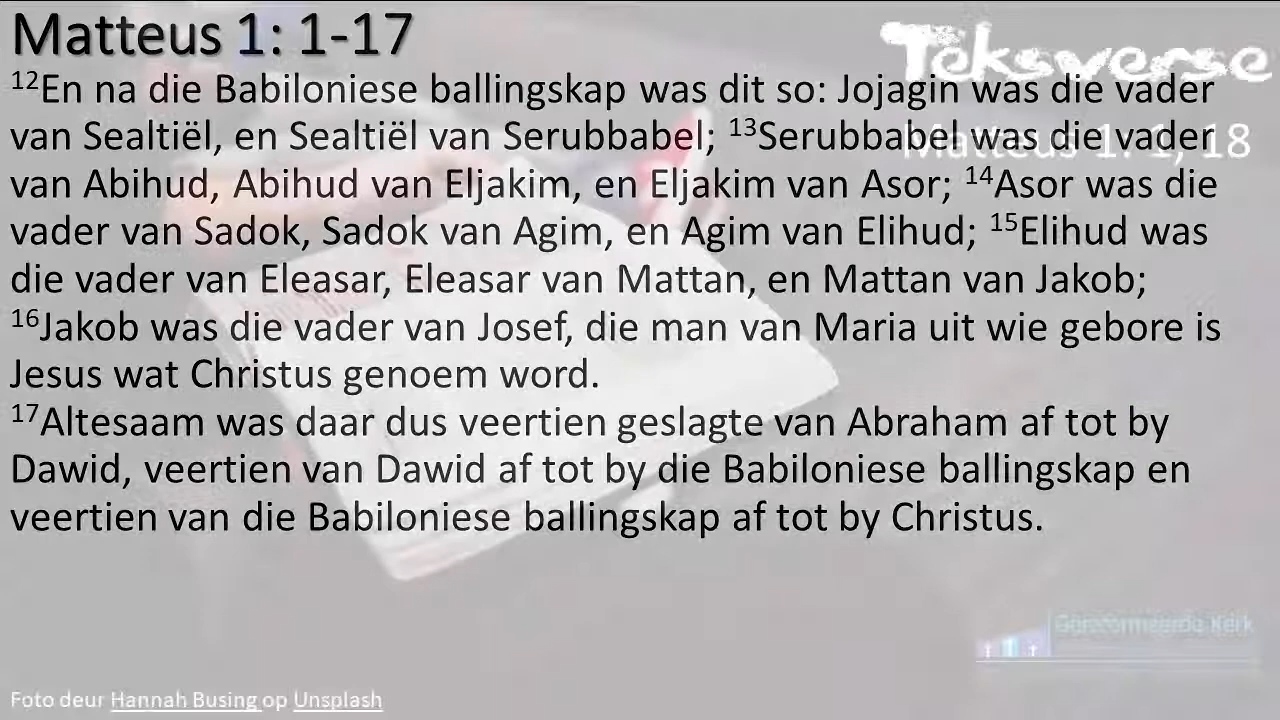 Matteus 1: 1-17
Teksverse
Matteus 1: 1, 18
¹²En na die Babiloniese ballingskap was dit so: Jojagin was die vader
van Sealtiël, en Sealtiël van Serubbabel; ¹³Serubbabel was die vader
van Abihud, Abihud van Eljakim, en Eljakim van Asor; ¹⁴Asor was die
vader van Sadok, Sadok van Agim, en Agim van Elihud; ¹⁵Elihud was
die vader van Eleasar, Eleasar van Mattan, en Mattan van Jakob;
¹⁶Jakob was die vader van Josef, die man van Maria uit wie gebore is
Jesus wat Christus genoem word.
¹⁷Altesaam was daar dus veertien geslagte van Abraham af tot by
Dawid, veertien van Dawid af tot by die Babiloniese ballingskap en
veertien van die Babiloniese ballingskap af tot by Christus.
Gereformeerde Kerk
Foto deur Hannah Busing op Unsplash